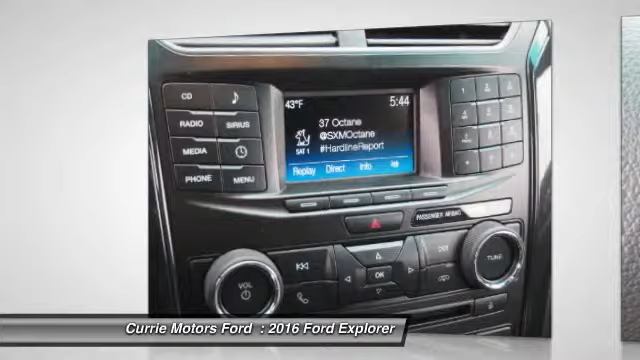 CD
RADIO
SIRIUS
MEDIA
PHONE
MENU
43°F
5:44
37 Octane
@SXMOctane
#HardlineReport
SAT 1
Replay Direct Info
1
PASSENGER AIRBAG
VOL
OK
TUNE
Currie Motors Ford : 2016 Ford Explorer